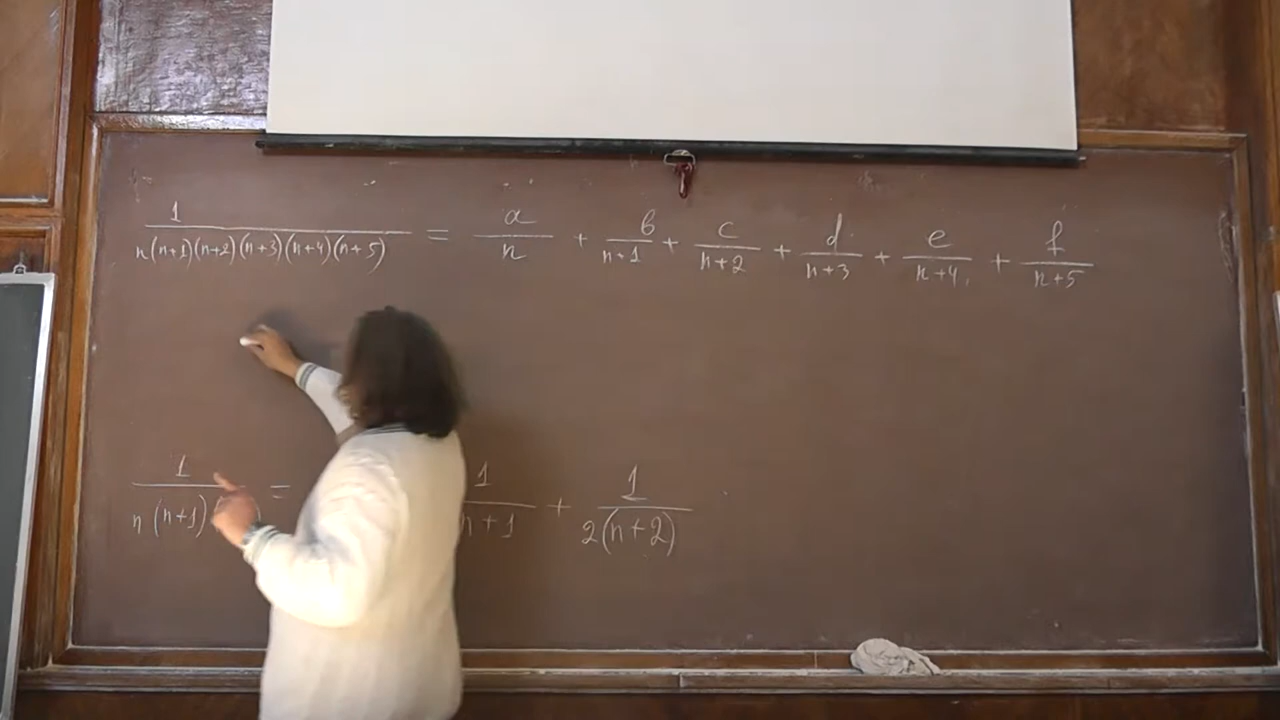 1/(n(n+1)(n+2)(n+3)(n+4)(n+5)) = a/n + b/(n+1) + c/(n+2) + d/(n+3) + e/(n+4) + f/(n+5)
1/(n(n+1) = 1/(n+1) + 1/(2(n+2))